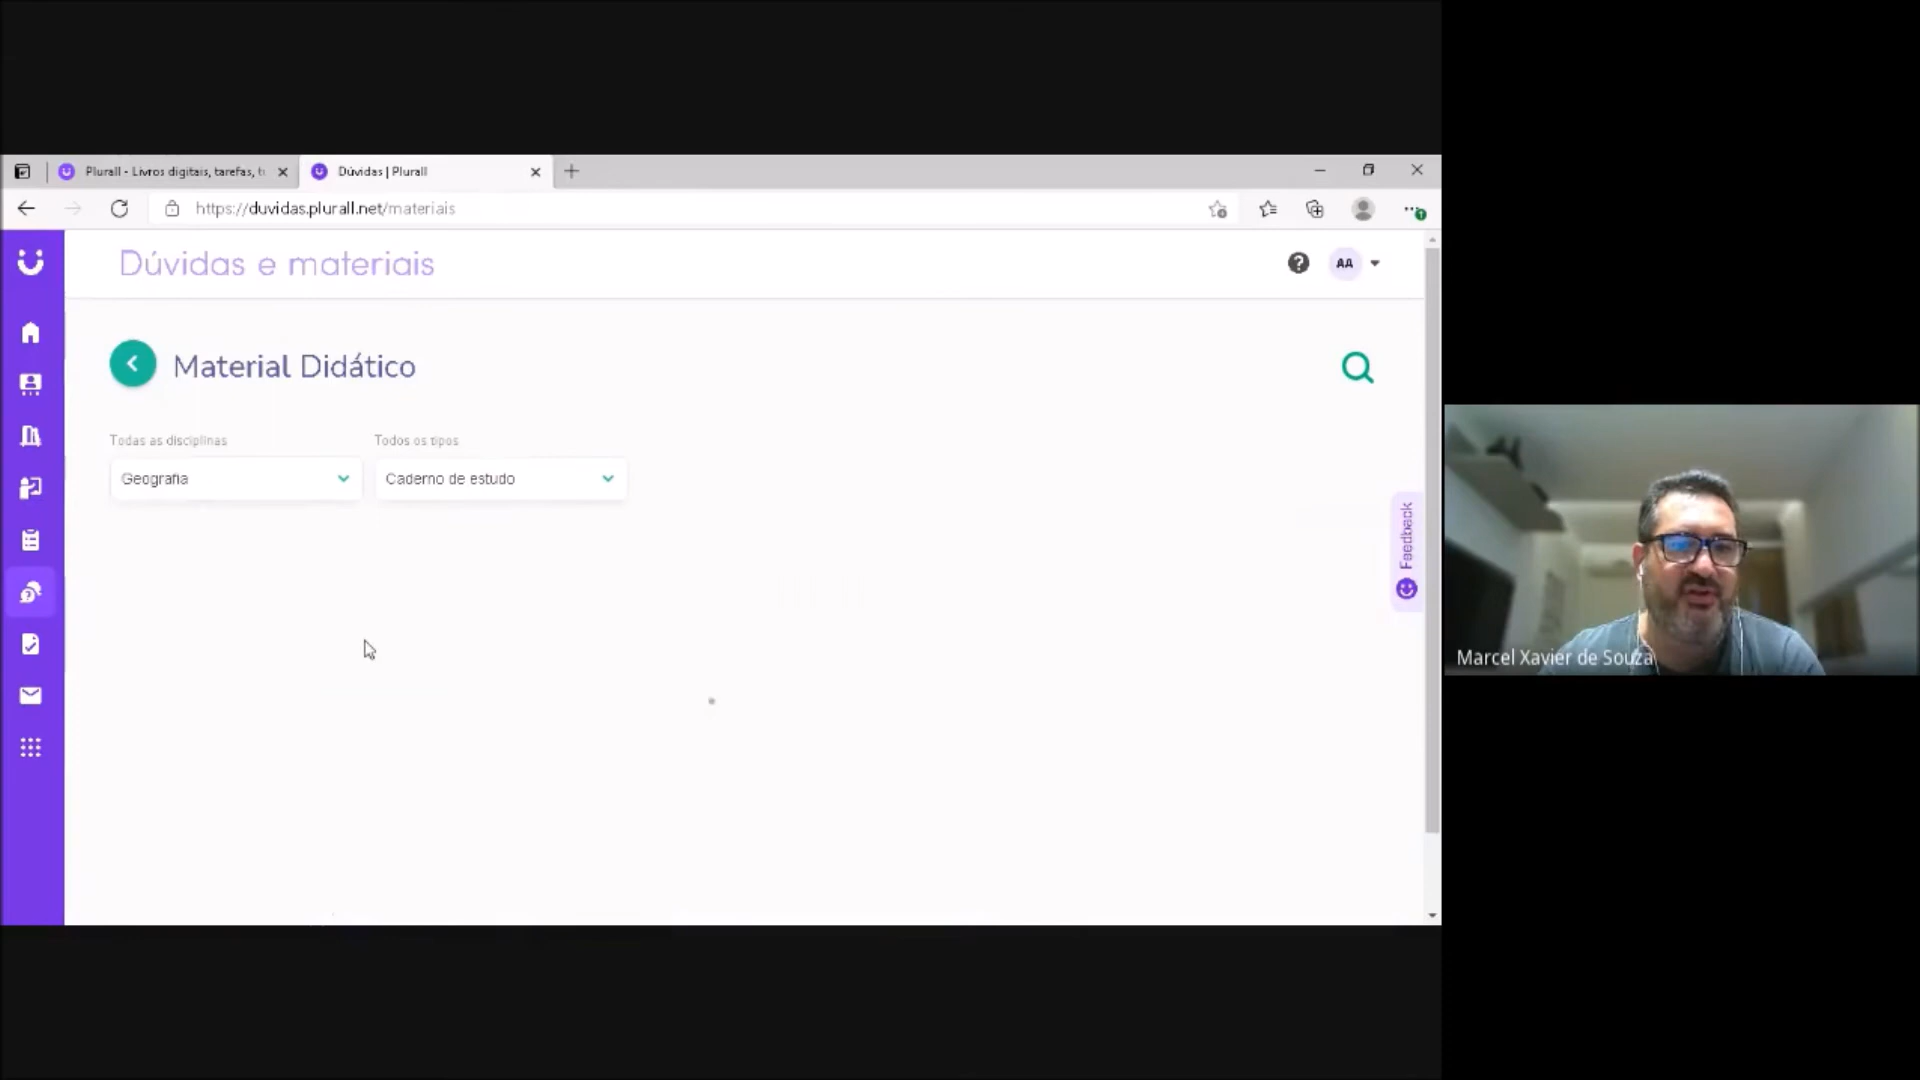 Plurall - Livros digitais, tarefas, t
Dúvidas | Plurall
https://duvidas.plurall.net/materiais
Dúvidas e materiais
?
AA
Material Didático
Todas as disciplinas
Todos os tipos
Geografia
Caderno de estudo
Feedback
Marcel Xavier de Souza